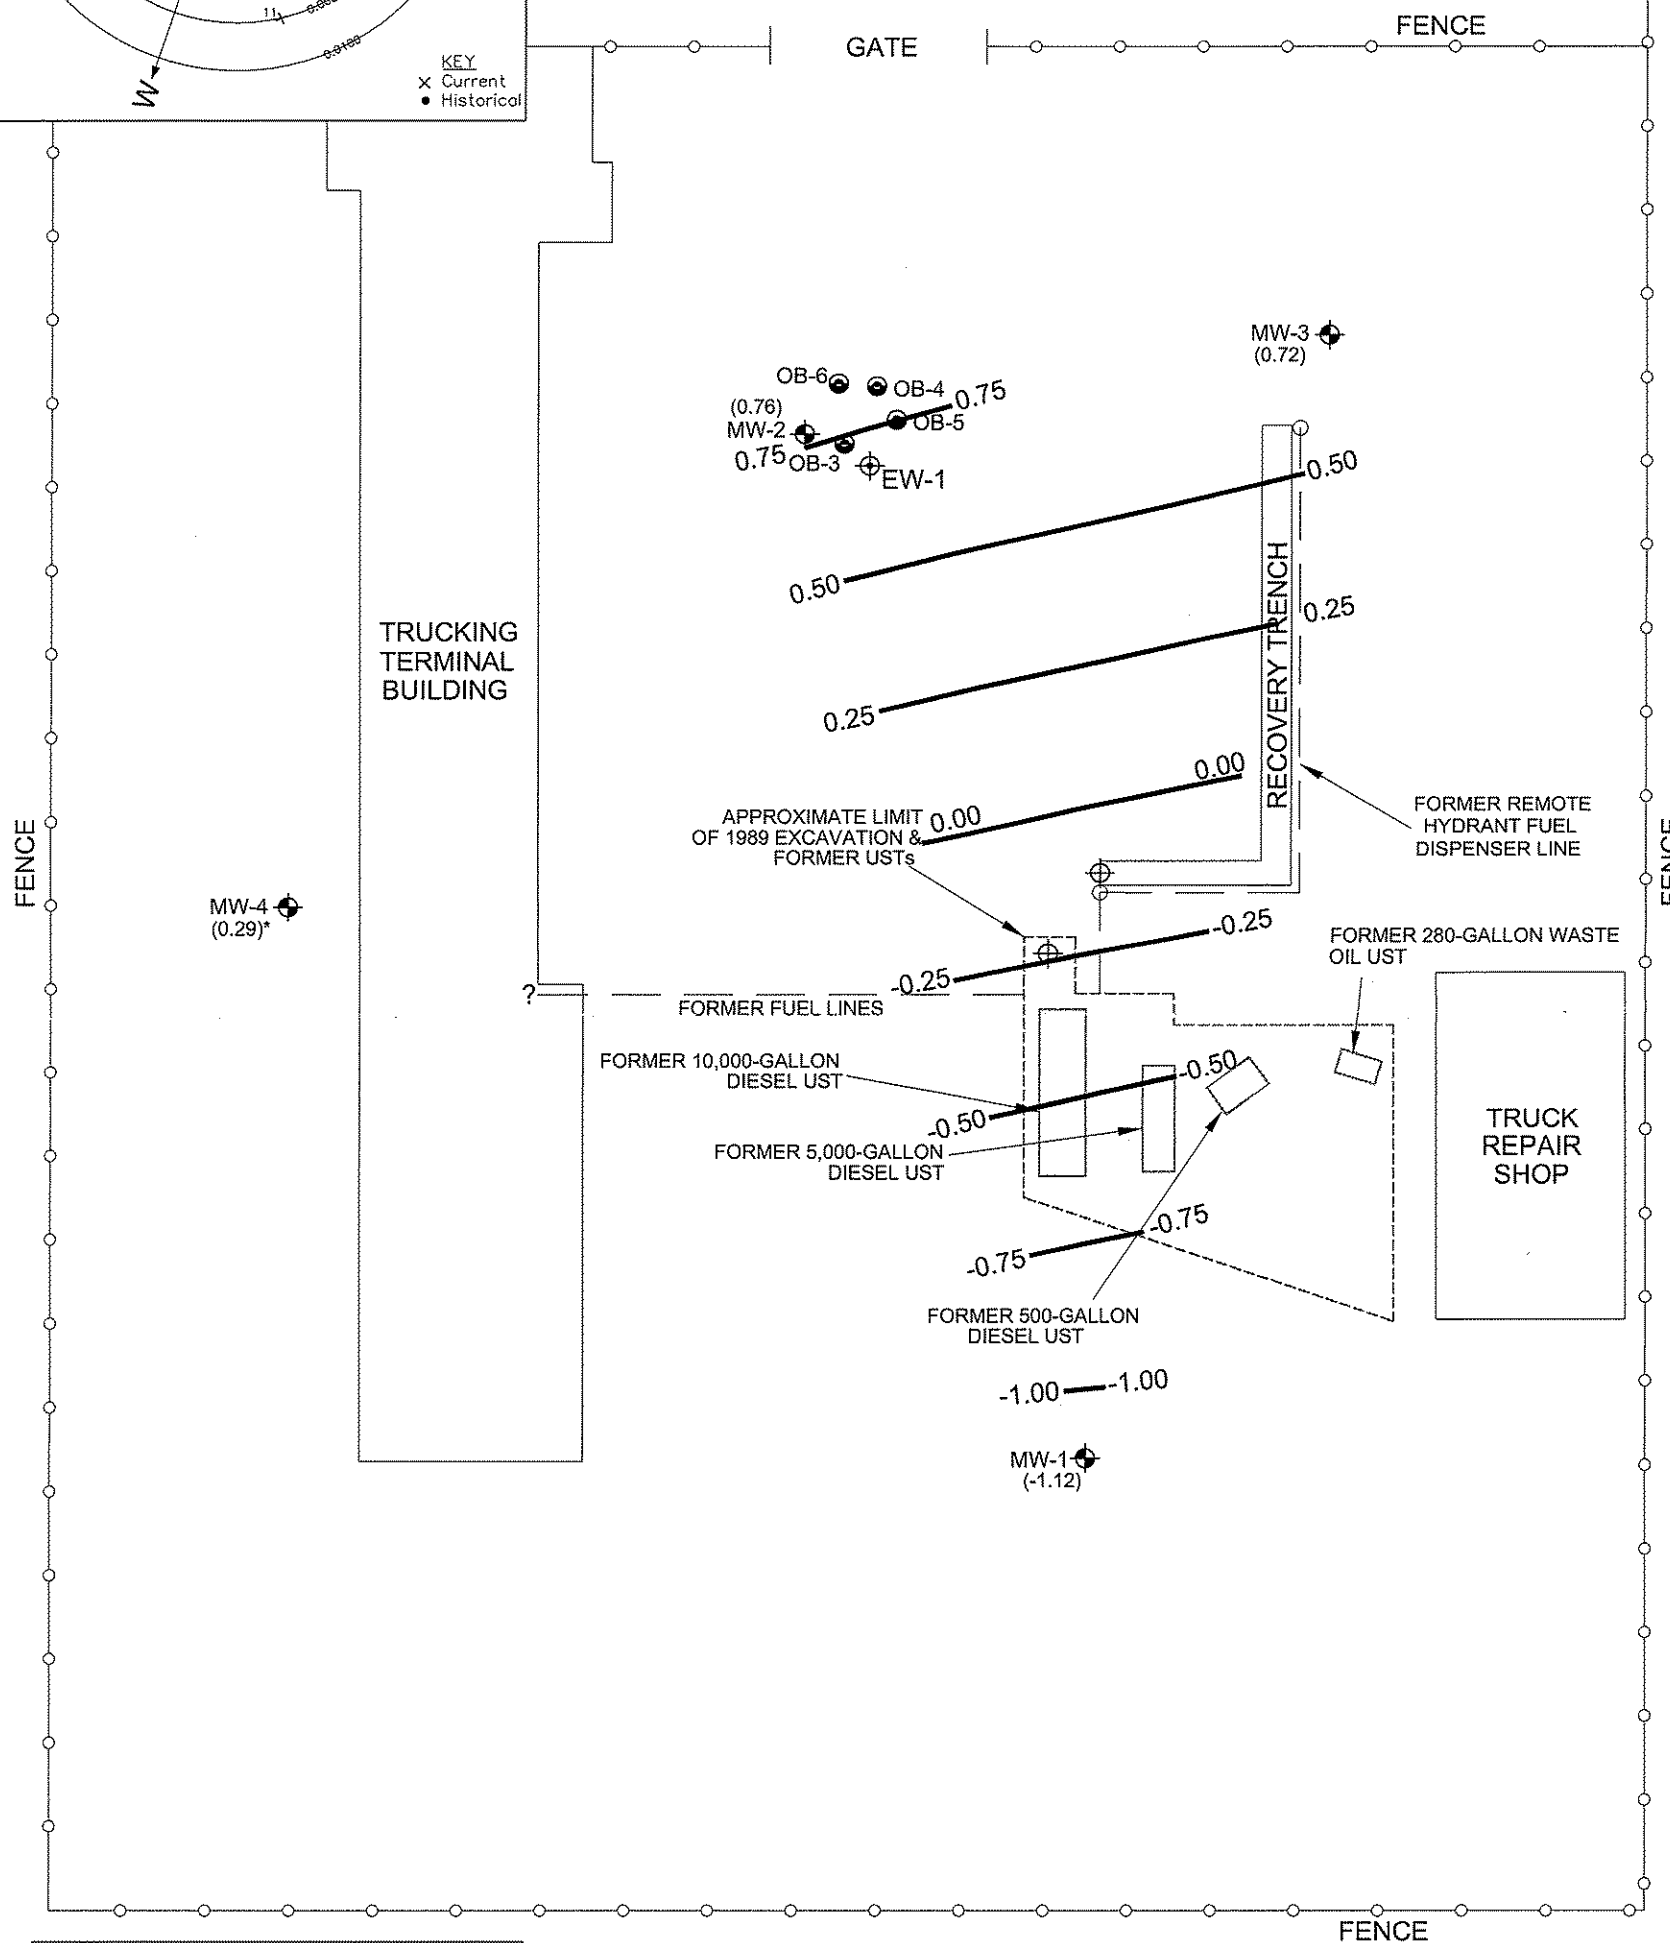 11
0.3100
W
KEY
Current
Historical
FENCE
GATE
MW-3
(0.72)
OB-6
OB-4
0.75
(0.76)
MW-2
OB-5
0.75
OB-3
EW-1
0.50
0.50
RECOVERY TRENCH
0.25
0.25
TRUCKING
TERMINAL
BUILDING
0.00
0.00
APPROXIMATE LIMIT
OF 1989 EXCAVATION &
FORMER USTs
FORMER REMOTE
HYDRANT FUEL
DISPENSER LINE
FENCE
FENCE
MW-4
(0.29)*
-0.25
-0.25
FORMER 280-GALLON WASTE
OIL UST
?
FORMER FUEL LINES
FORMER 10,000-GALLON
DIESEL UST
-0.50
-0.50
FORMER 5,000-GALLON
DIESEL UST
TRUCK
REPAIR
SHOP
-0.75
-0.75
FORMER 500-GALLON
DIESEL UST
-1.00
-1.00
MW-1
(-1.12)
FENCE